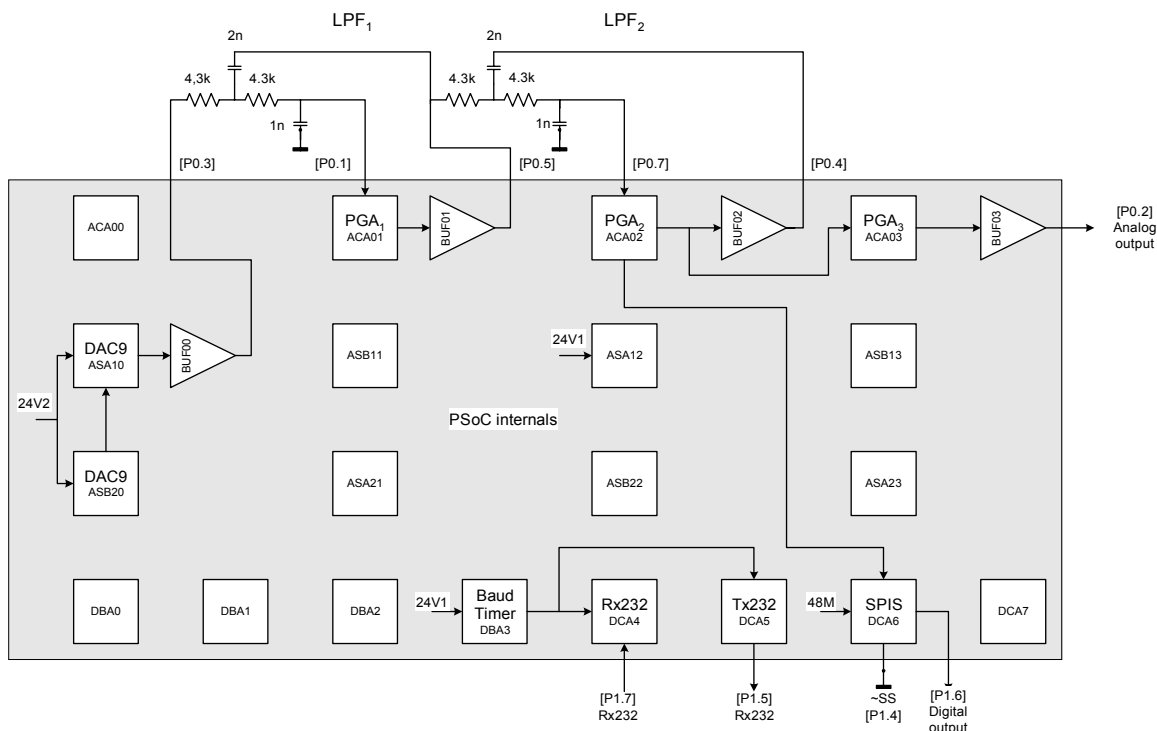 LPF1
LPF2
2n
2n
4,3k
4.3k
4.3k
4.3k
1n
1n
[P0.3]
[P0.1]
[P0.5]
[P0.7]
[P0.4]
ACA00
PGA1
ACA01
BUF01
PGA2
ACA02
BUF02
PGA3
ACA03
BUF03
[P0.2]
Analog
output
DAC9
ASA10
BUF00
ASB11
24V1
ASA12
ASB13
24V2
PSoC internals
DAC9
ASB20
ASA21
ASB22
ASA23
DBA0
DBA1
DBA2
24V1
Baud
Timer
DBA3
Rx232
DCA4
Tx232
DCA5
48M
SPIS
DCA6
DCA7
[P1.7]
Rx232
[P1.5]
Rx232
~SS
[P1.4]
[P1.6]
Digital
output